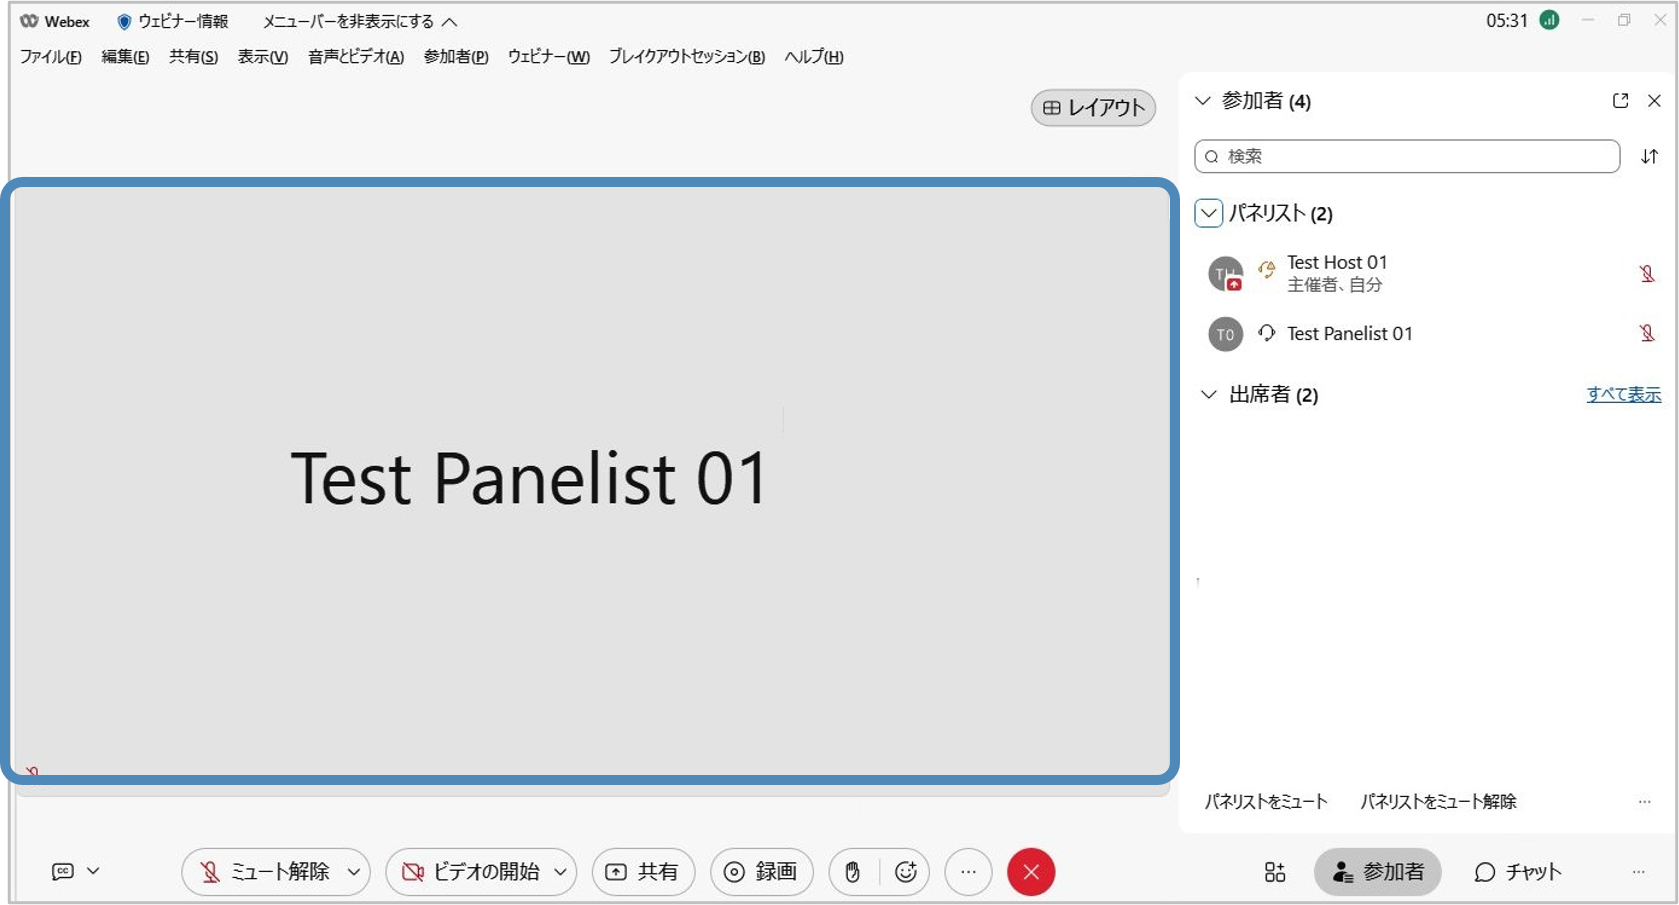 Webex ウェビナー情報 メニューバーを非表示にする 05:31
ファイル(F) 編集(E) 共有(S) 表示(V) 音声とビデオ(A) 参加者(P) ウェビナー(W) ブレイクアウトセッション(B) ヘルプ(H)
レイアウト
Test Panelist 01
参加者 (4)
検索
パネリスト (2)
TH
Test Host 01
主催者、自分
T0 Test Panelist 01
出席者 (2) すべて表示
パネリストをミュート パネリストをミュート解除 ...
CC ミュート解除 ビデオの開始 共有 録画 ... 参加者 チャット ...